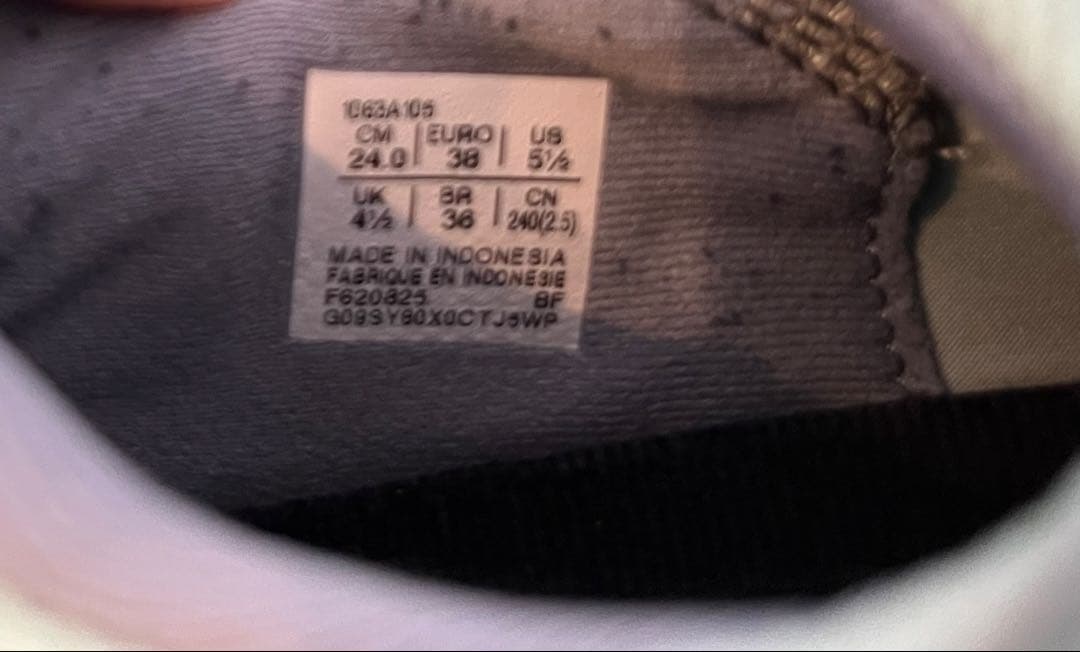 1063A105
CM | EURO | US
24.0 | 38 | 5½
UK | BR | CN
4½ | 36 | 240(2.5)
MADE IN INDONESIA
FABRIQUE EN INDONESIE
F620825 BF